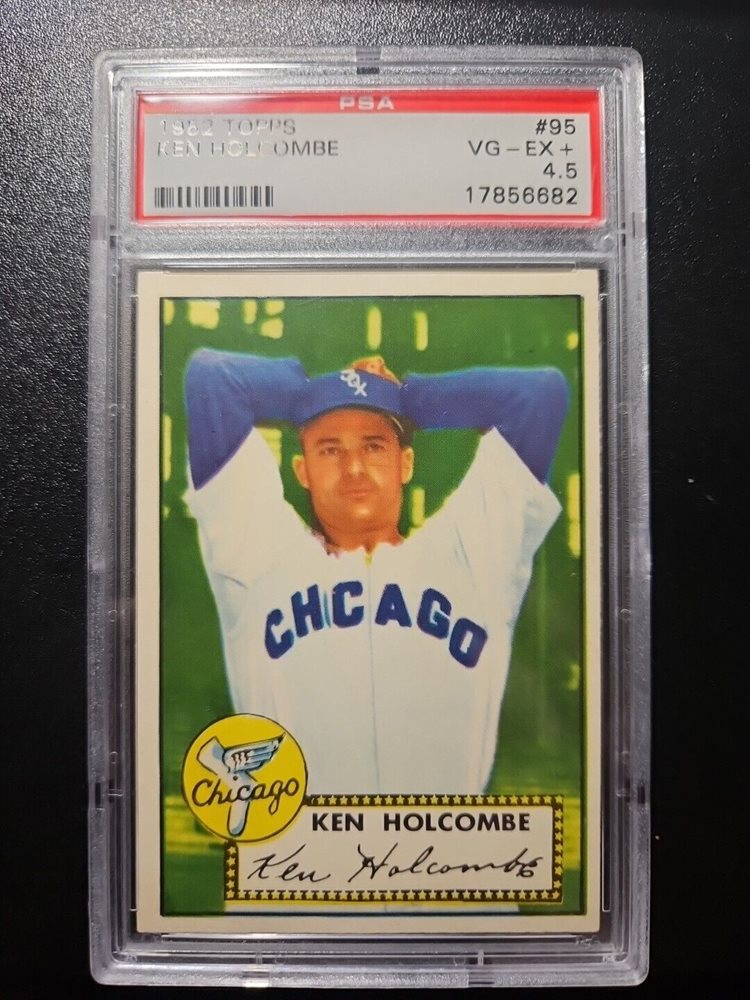 PSA
1952 TOPPS #95
KEN HOLCOMBE VG-EX+
4.5
17856682
SOX
CHICAGO
Chicago
KEN HOLCOMBE
Ken Holcombe